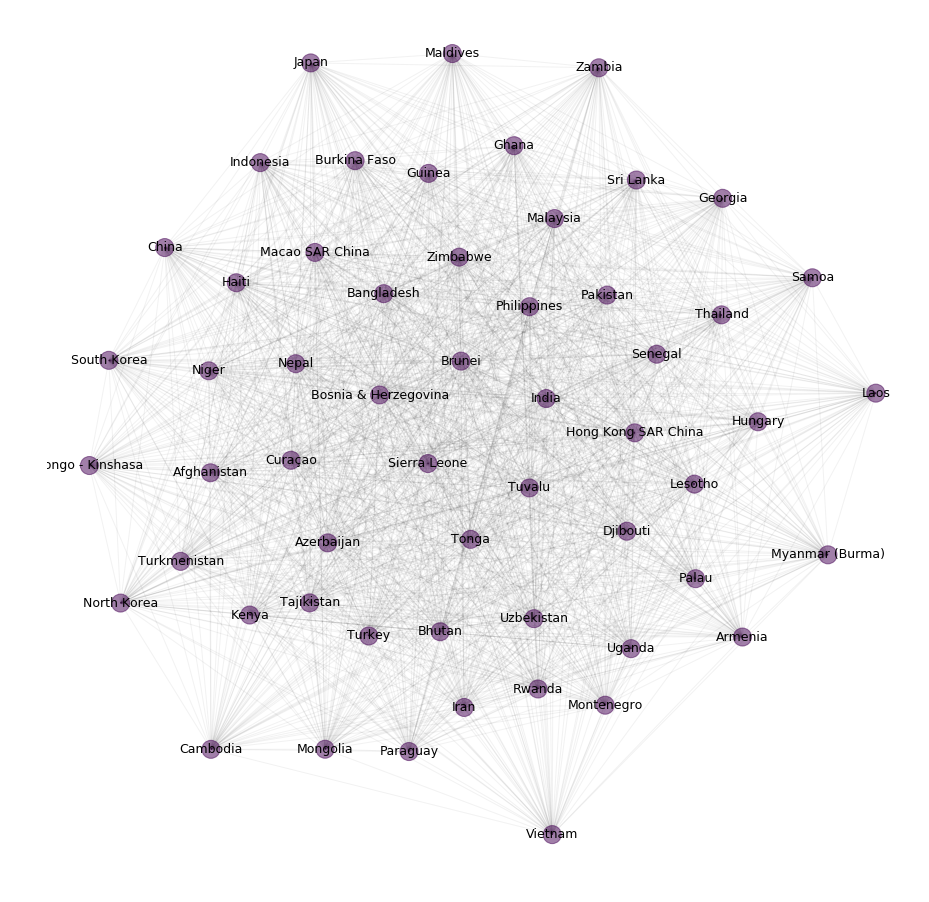 Maldives
Japan
Zambia
Ghana
Burkina Faso
Indonesia
Guinea
Sri Lanka
Georgia
Malaysia
China
Macao SAR China
Zimbabwe
Samoa
Haiti
Bangladesh
Pakistan
Philippines
Thailand
Senegal
South Korea
Brunei
Nepal
Niger
Laos
Bosnia & Herzegovina
India
Hungary
Hong Kong SAR China
Curaçao
Sierra Leone
ongo - Kinshasa
Afghanistan
Lesotho
Tuvalu
Djibouti
Tonga
Azerbaijan
Myanmar (Burma)
Turkmenistan
Palau
Tajikistan
North Korea
Kenya
Uzbekistan
Bhutan
Turkey
Armenia
Uganda
Rwanda
Montenegro
Iran
Cambodia
Mongolia
Paraguay
Vietnam